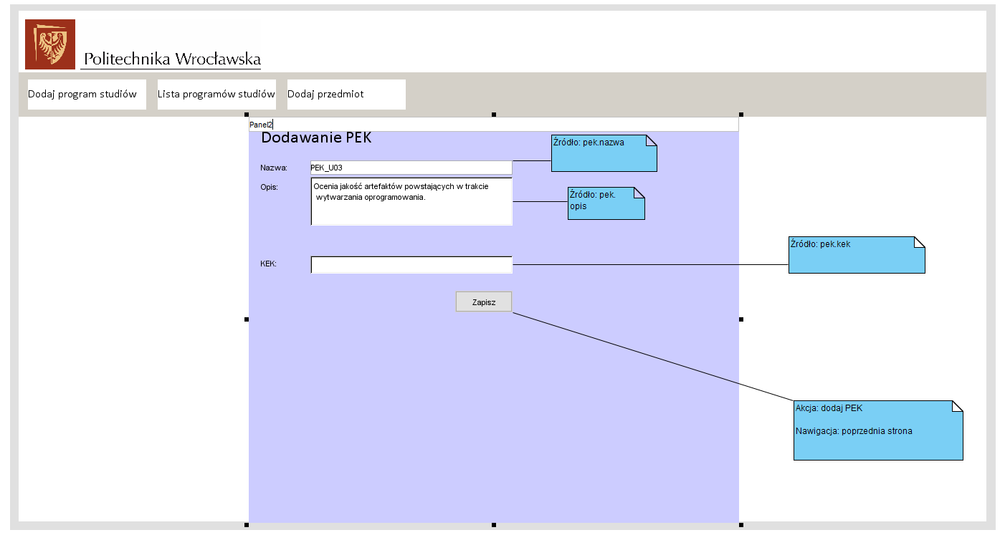 Politechnika Wrocławska
Dodaj program studiów
Lista programów studiów
Dodaj przedmiot
Panel2
Dodawanie PEK
Źródło: pek.nazwa
Nazwa:
PEK_U03
Opis:
Ocenia jakość artefaktów powstających w trakcie
wytwarzania oprogramowania.
Źródło: pek.
opis
Źródło: pek.kek
KEK:
Zapisz
Akcja: dodaj PEK
Nawigacja: poprzednia strona